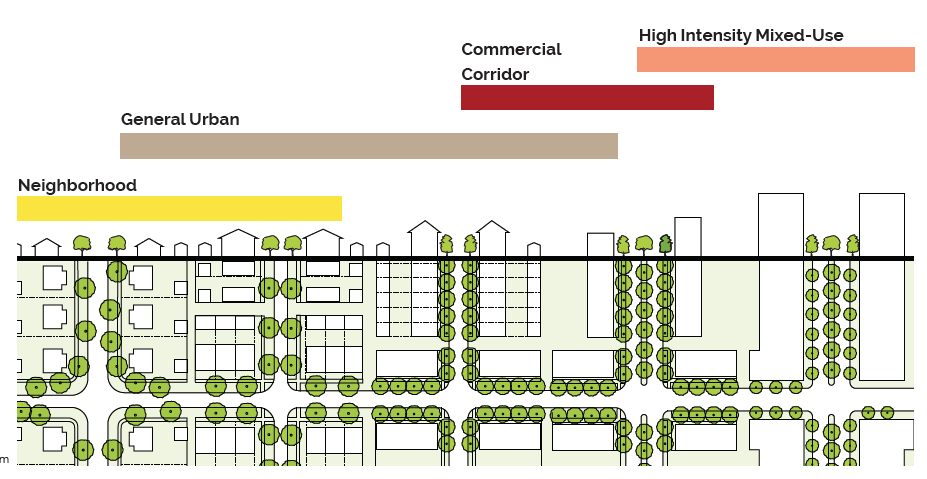 High Intensity Mixed-Use
Commercial
Corridor
General Urban
Neighborhood
m